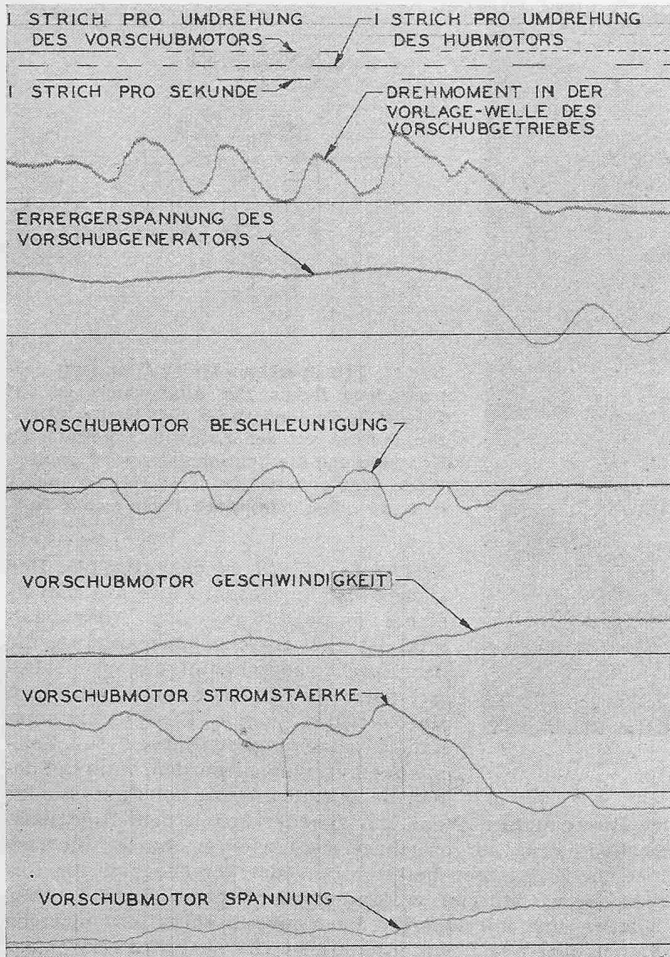 I STRICH PRO UMDREHUNG
DES VORSCHUBMOTORS
I STRICH PRO UMDREHUNG
DES HUBMOTORS
I STRICH PRO SEKUNDE
DREHMOMENT IN DER
VORLAGE-WELLE DES
VORSCHUBGETRIEBES
ERRERGERSPANNUNG DES
VORSCHUBGENERATORS
VORSCHUBMOTOR BESCHLEUNIGUNG
VORSCHUBMOTOR GESCHWINDIGKEIT
VORSCHUBMOTOR STROMSTAERKE
VORSCHUBMOTOR SPANNUNG